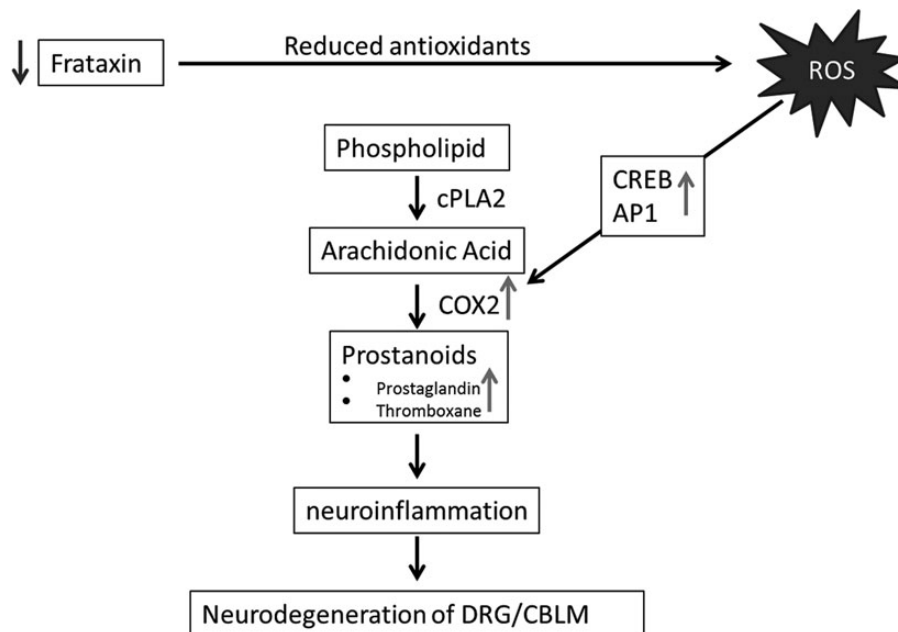 Reduced antioxidants
Frataxin
ROS
Phospholipid
cPLA2
CREB
AP1
Arachidonic Acid
COX2
Prostanoids
• Prostaglandin
• Thromboxane
neuroinflammation
Neurodegeneration of DRG/CBLM